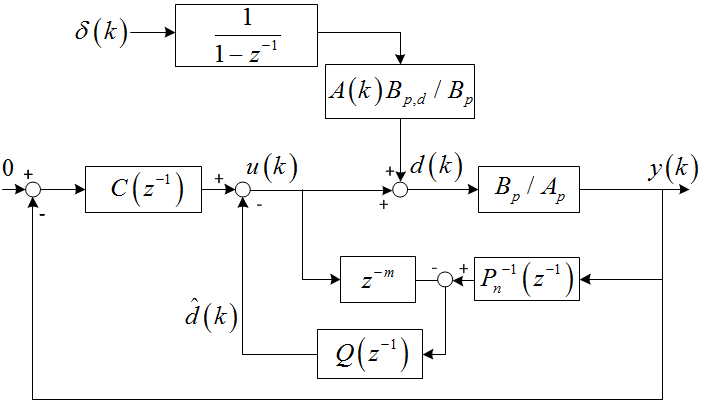 δ(k)
1
1 − z⁻¹
A(k)B_{p,d} / B_p
0
+
-
C(z⁻¹)
+
-
u(k)
+
+
d(k)
B_p / A_p
y(k)
z⁻ᵐ
-
+
P_n⁻¹(z⁻¹)
d̂(k)
Q(z⁻¹)